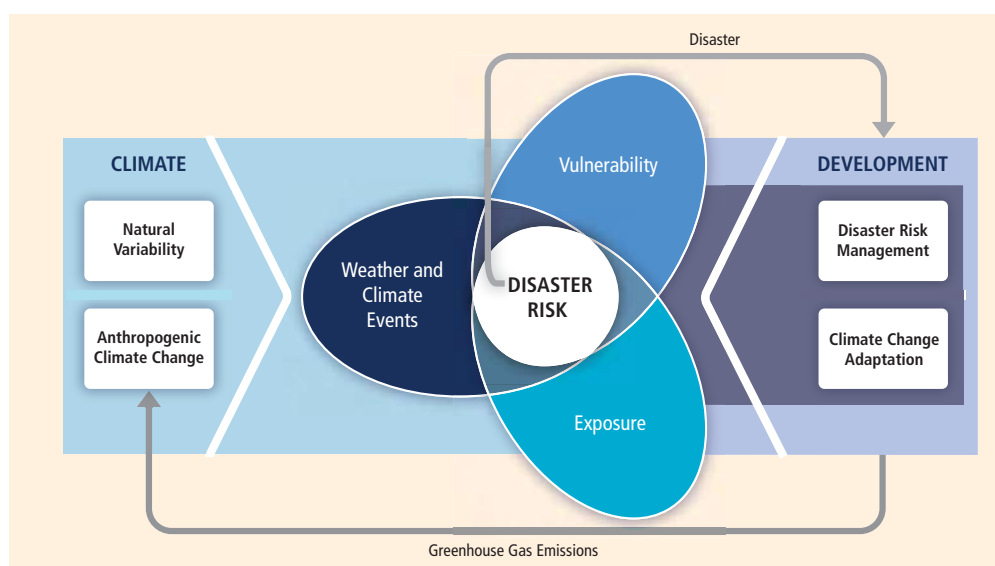 Disaster
CLIMATE
Natural
Variability
Anthropogenic
Climate Change
Weather and
Climate
Events
Vulnerability
DISASTER
RISK
Exposure
DEVELOPMENT
Disaster Risk
Management
Climate Change
Adaptation
Greenhouse Gas Emissions